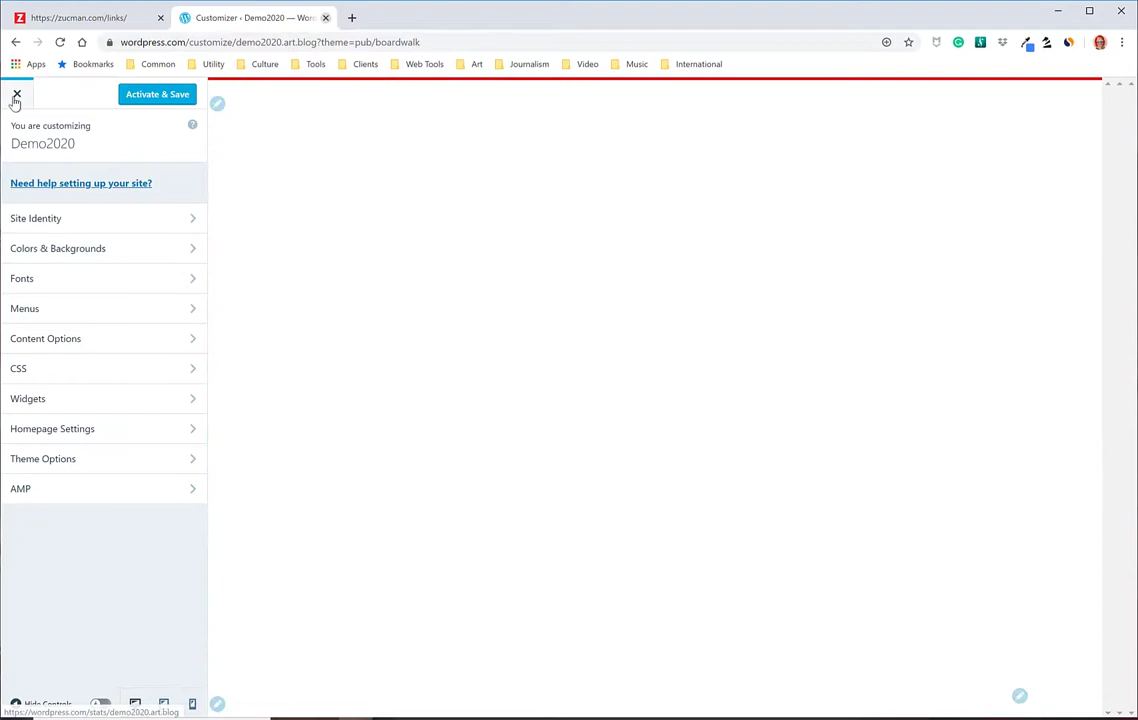 https://zucman.com/links/
Customizer ‹ Demo2020 — Wor
wordpress.com/customize/demo2020.art.blog?theme=pub/boardwalk
Apps Bookmarks Common Utility Culture Tools Clients Web Tools Art Journalism Video Music International
Activate & Save
You are customizing
Demo2020
Need help setting up your site?
Site Identity
Colors & Backgrounds
Fonts
Menus
Content Options
CSS
Widgets
Homepage Settings
Theme Options
AMP
Hide Controls
https://wordpress.com/stats/demo2020.art.blog